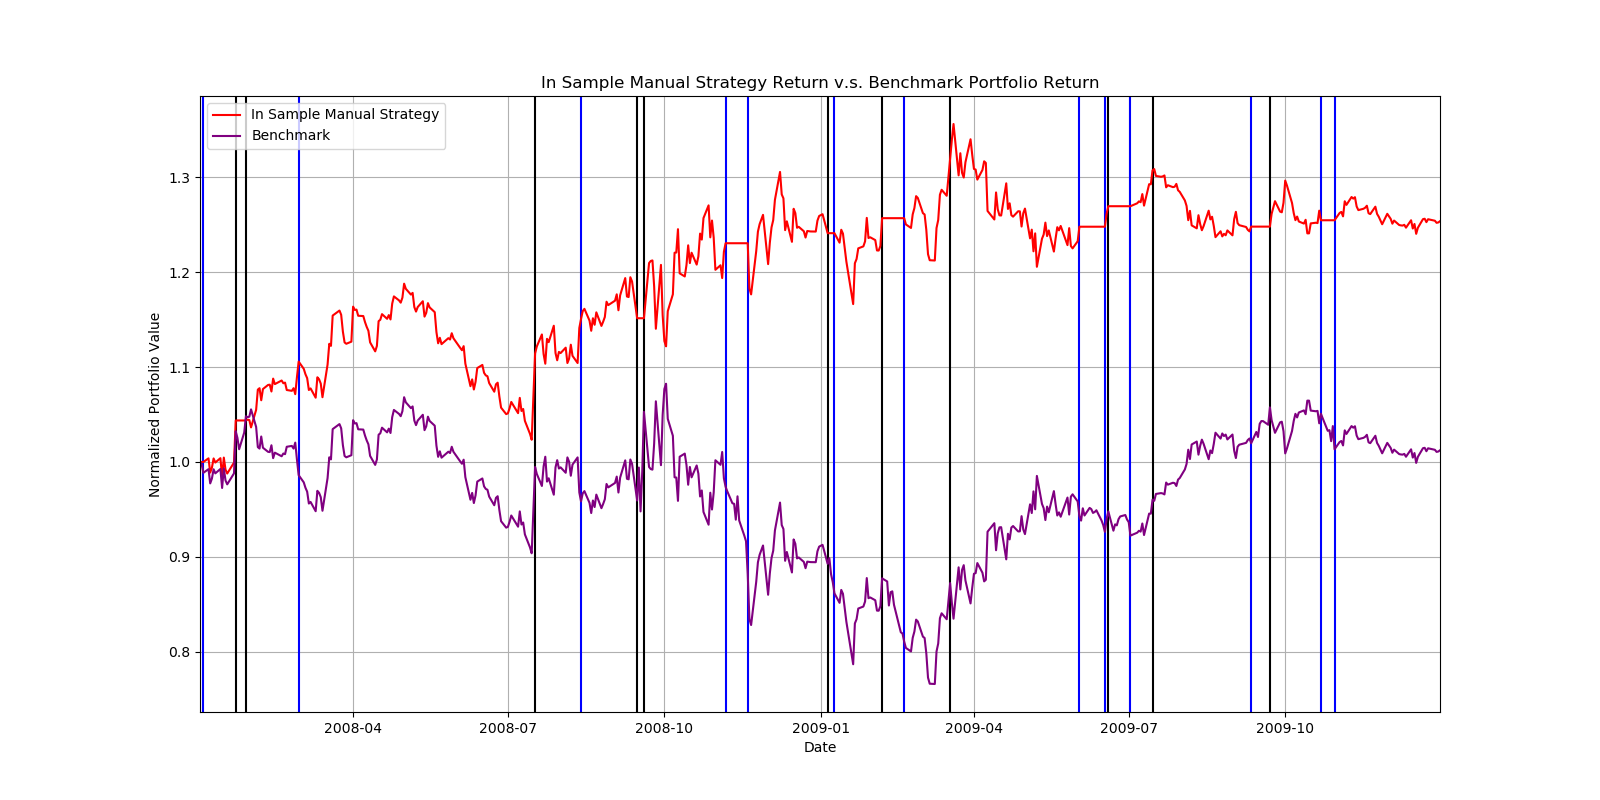 In Sample Manual Strategy Return v.s. Benchmark Portfolio Return
In Sample Manual Strategy
Benchmark
Normalized Portfolio Value
1.3
1.2
1.1
1.0
0.9
0.8
2008-04
2008-07
2008-10
2009-01
2009-04
2009-07
2009-10
Date